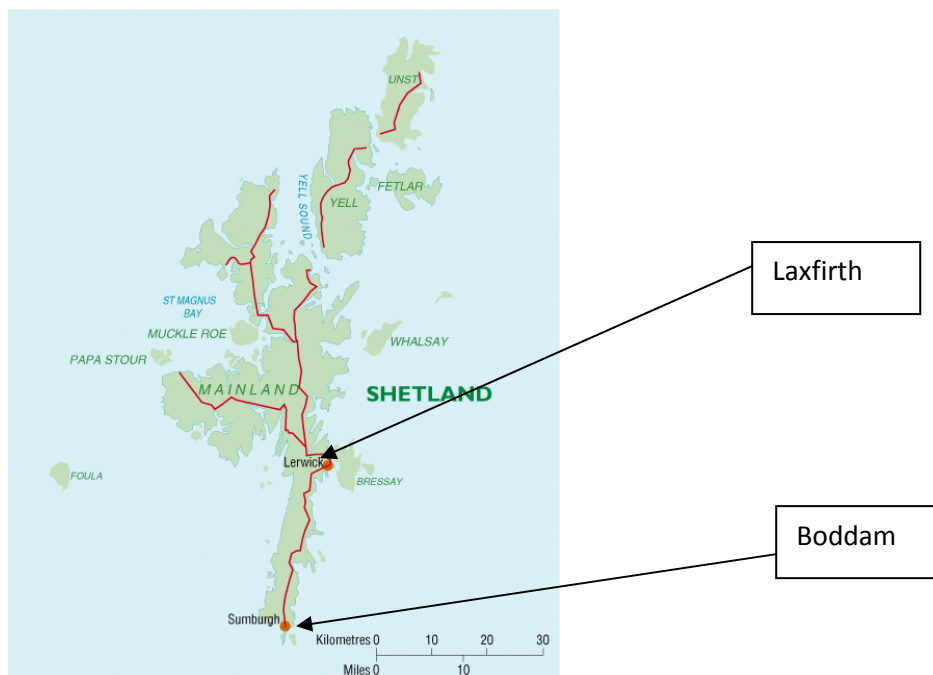 UNST
YELL SOUND
FETLAR
YELL
Laxfirth
ST MAGNUS
BAY
MUCKLE ROE
WHALSAY
PAPA STOUR
MAINLAND
SHETLAND
Lerwick
FOULA
BRESSAY
Boddam
Sumburgh
Kilometres 0 10 20 30
Miles 0 10